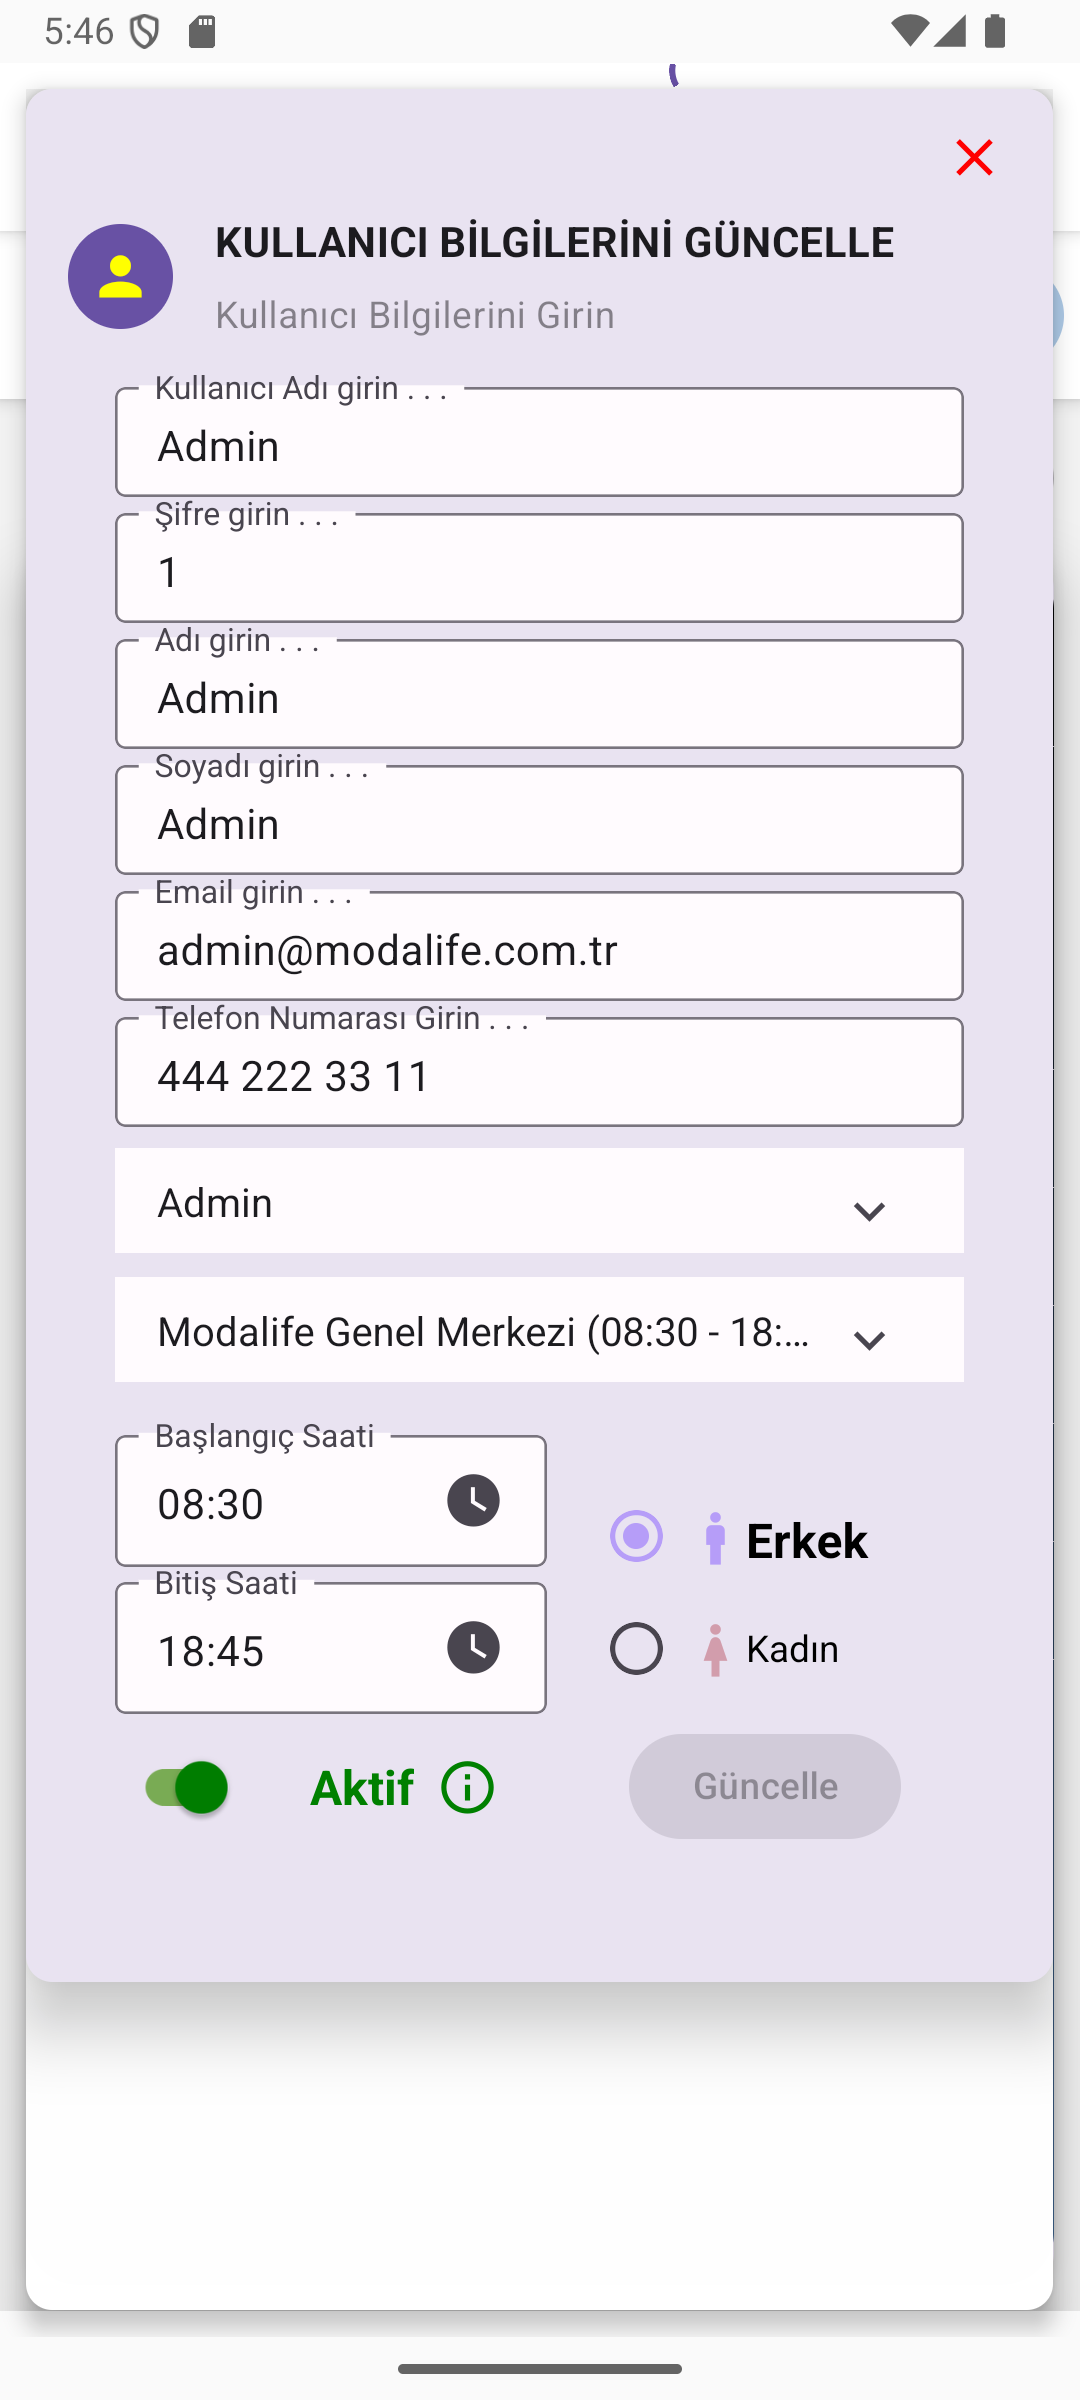 5:46
KULLANICI BİLGİLERİNİ GÜNCELLE
Kullanıcı Bilgilerini Girin
Kullanıcı Adı girin . . .
Admin
Şifre girin . . .
1
Adı girin . . .
Admin
Soyadı girin . . .
Admin
Email girin . . .
admin@modalife.com.tr
Telefon Numarası Girin . . .
444 222 33 11
Admin
Modalife Genel Merkezi (08:30 - 18:...
Başlangıç Saati
08:30
Erkek
Bitiş Saati
18:45
Kadın
Aktif
Güncelle